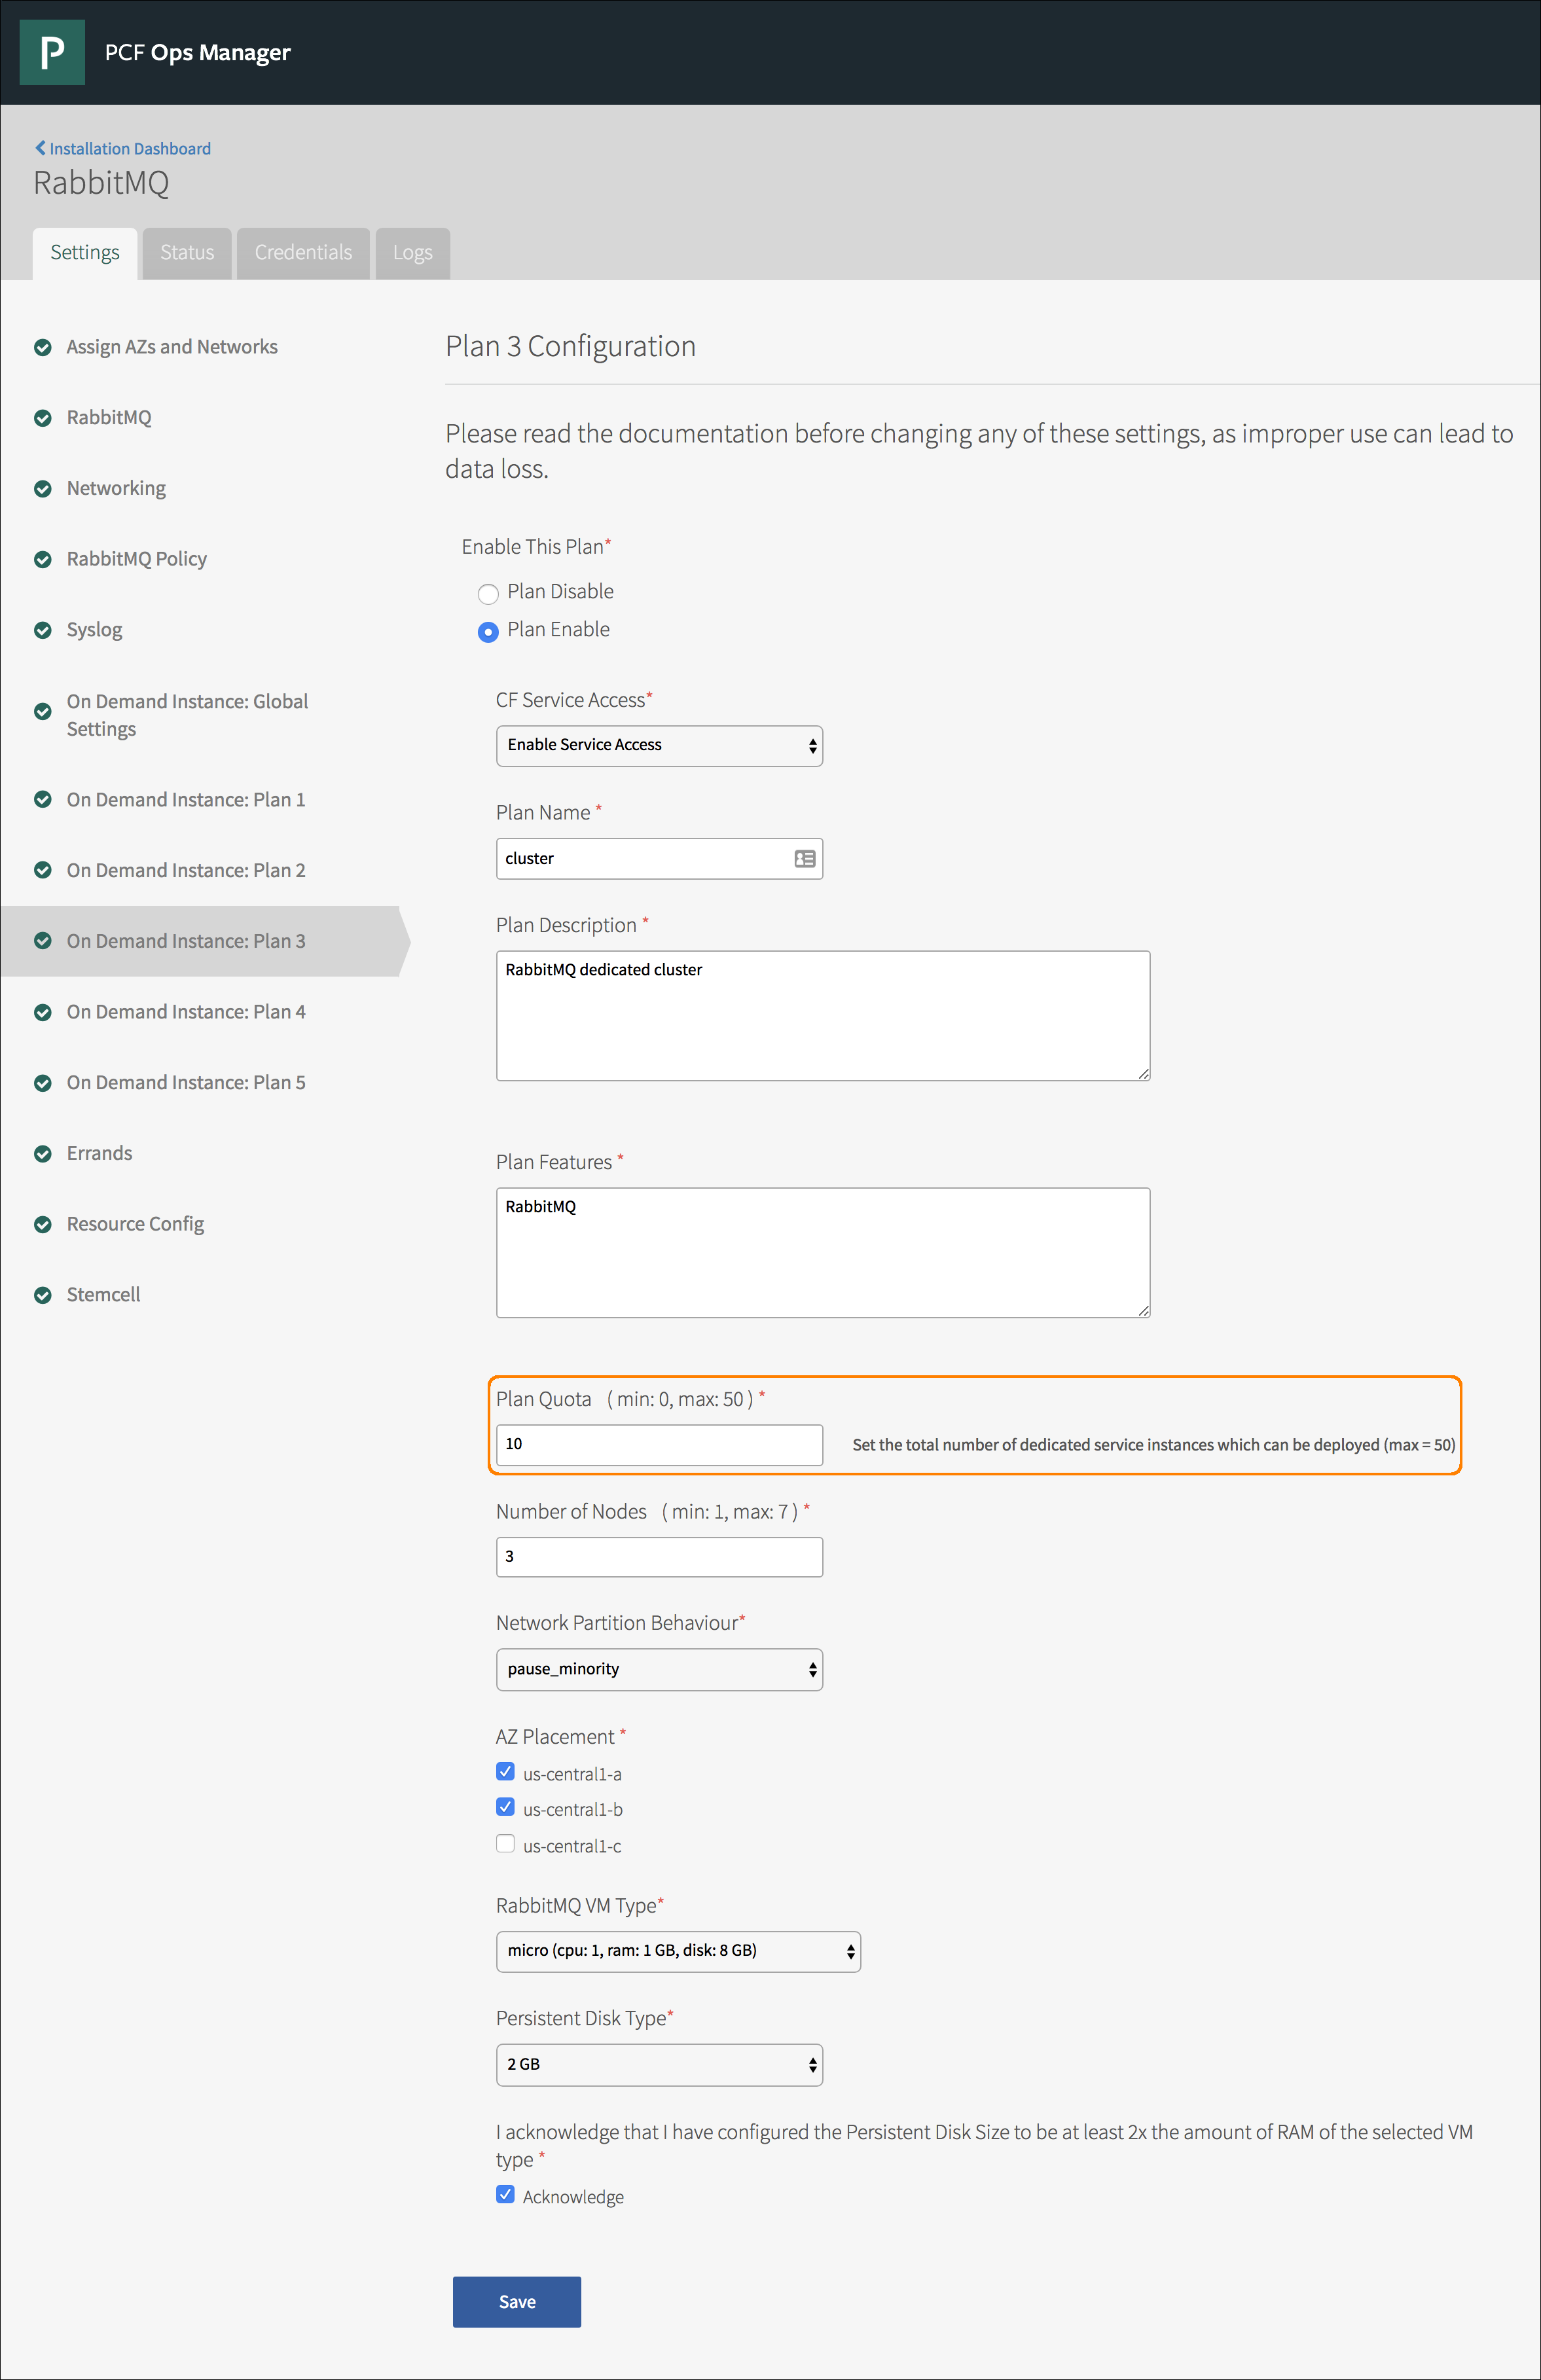 P
PCF Ops Manager
Installation Dashboard
RabbitMQ
Settings
Status
Credentials
Logs
Assign AZs and Networks
RabbitMQ
Networking
RabbitMQ Policy
Syslog
On Demand Instance: Global
Settings
On Demand Instance: Plan 1
On Demand Instance: Plan 2
On Demand Instance: Plan 3
On Demand Instance: Plan 4
On Demand Instance: Plan 5
Errands
Resource Config
Stemcell
Plan 3 Configuration
Please read the documentation before changing any of these settings, as improper use can lead to
data loss.
Enable This Plan*
Plan Disable
Plan Enable
CF Service Access*
Enable Service Access
Plan Name *
cluster
Plan Description *
RabbitMQ dedicated cluster
Plan Features *
RabbitMQ
Plan Quota ( min: 0, max: 50 ) *
10
Set the total number of dedicated service instances which can be deployed (max = 50)
Number of Nodes ( min: 1, max: 7 ) *
3
Network Partition Behaviour*
pause_minority
AZ Placement *
us-central1-a
us-central1-b
us-central1-c
RabbitMQ VM Type*
micro (cpu: 1, ram: 1 GB, disk: 8 GB)
Persistent Disk Type*
2 GB
I acknowledge that I have configured the Persistent Disk Size to be at least 2x the amount of RAM of the selected VM
type *
Acknowledge
Save